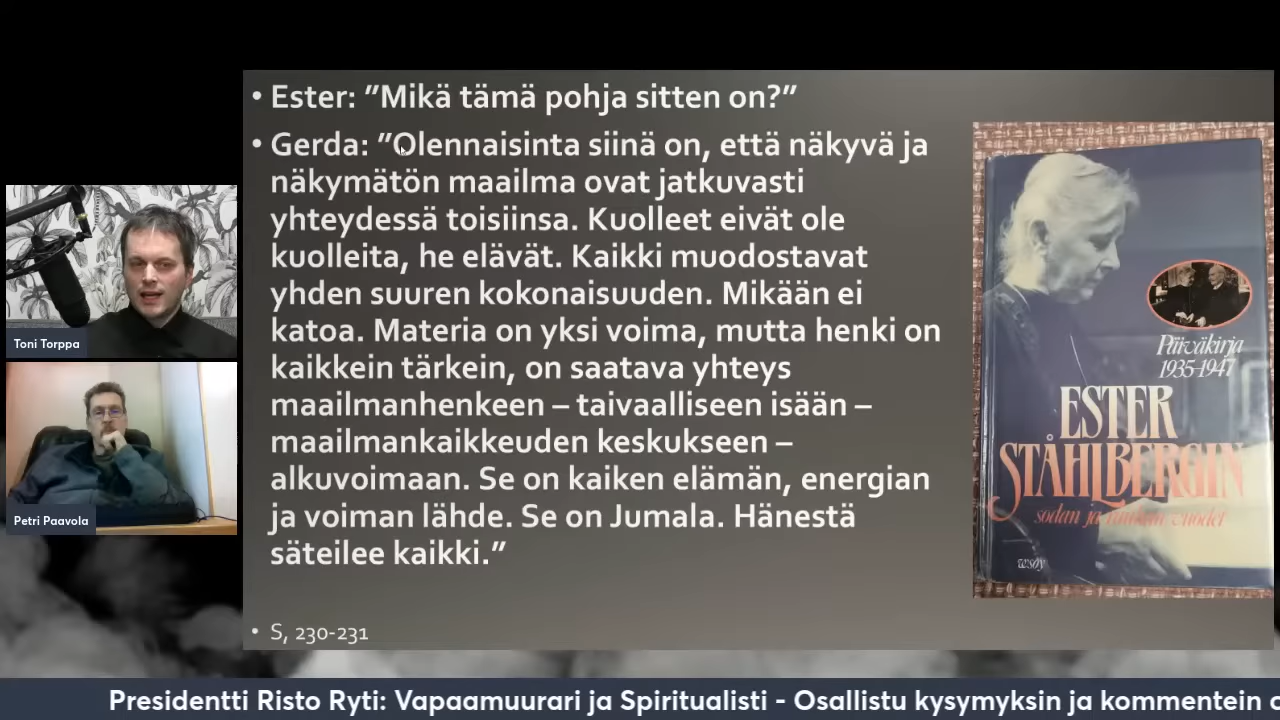 • Ester: ”Mikä tämä pohja sitten on?”
• Gerda: ”Olennaisinta siinä on, että näkyvä ja
näkymätön maailma ovat jatkuvasti
yhteydessä toisiinsa. Kuolleet eivät ole
kuolleita, he elävät. Kaikki muodostavat
yhden suuren kokonaisuuden. Mikään ei
katoa. Materia on yksi voima, mutta henki on
kaikkein tärkein, on saatava yhteys
maailmanhenkeen – taivaalliseen isään –
maailmankaikkeuden keskukseen –
alkuvoimaan. Se on kaiken elämän, energian
ja voiman lähde. Se on Jumala. Hänestä
säteilee kaikki.”
• S, 230-231
Päiväkirja
1935-1947
ESTER
STÅHLBERGIN
sodan ja vuodet
wsoy
Toni Torppa
Petri Paavola
Presidentti Risto Ryti: Vapaamuurari ja Spiritualisti - Osallistu kysymyksin ja kommentein